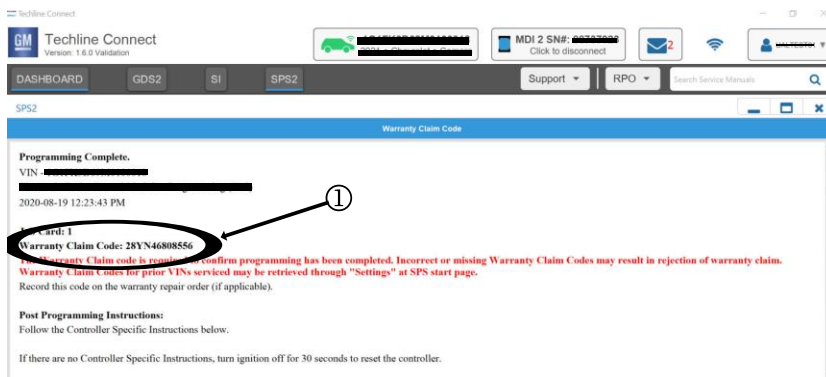 Techline Connect
GM
Techline Connect
Version: 1.6.0 Validation
MDI 2 SN#:
Click to disconnect
2
DASHBOARD GDS2 SI SPS2 Support RPO Search Service Manuals
SPS2
Warranty Claim Code
Programming Complete.
VIN -
2020-08-19 12:23:43 PM
①
Card: 1
Warranty Claim Code: 28YN46808556
The Warranty Claim code is required to confirm programming has been completed. Incorrect or missing Warranty Claim Codes may result in rejection of warranty claim.
Warranty Claim Codes for prior VINs serviced may be retrieved through "Settings" at SPS start page.
Record this code on the warranty repair order (if applicable).
Post Programming Instructions:
Follow the Controller Specific Instructions below.
If there are no Controller Specific Instructions, turn ignition off for 30 seconds to reset the controller.